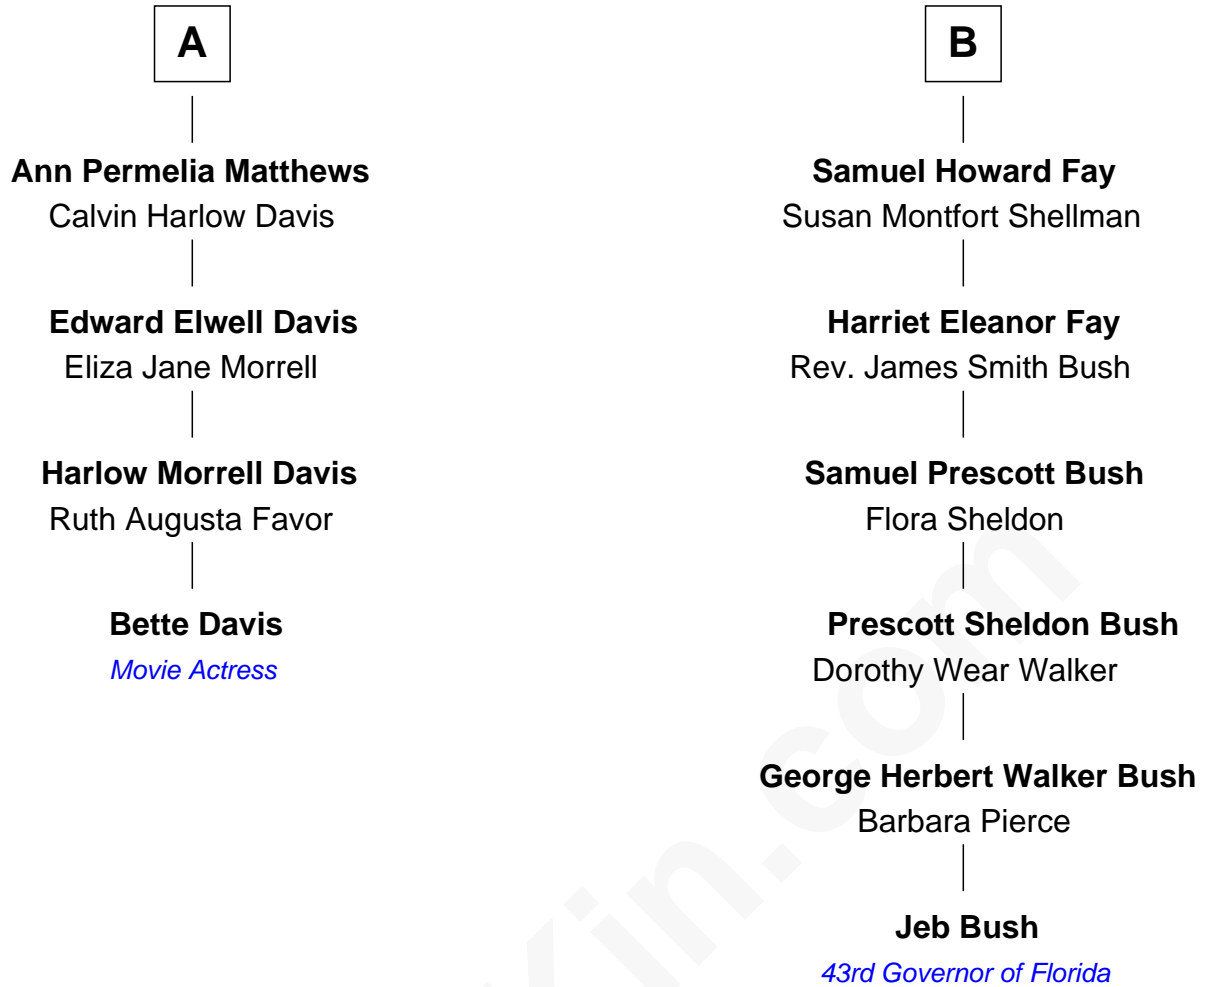 A
Ann Permelia Matthews
Calvin Harlow Davis
Edward Elwell Davis
Eliza Jane Morrell
Harlow Morrell Davis
Ruth Augusta Favor
Bette Davis
Movie Actress
B
Samuel Howard Fay
Susan Montfort Shellman
Harriet Eleanor Fay
Rev. James Smith Bush
Samuel Prescott Bush
Flora Sheldon
Prescott Sheldon Bush
Dorothy Wear Walker
George Herbert Walker Bush
Barbara Pierce
Jeb Bush
43rd Governor of Florida